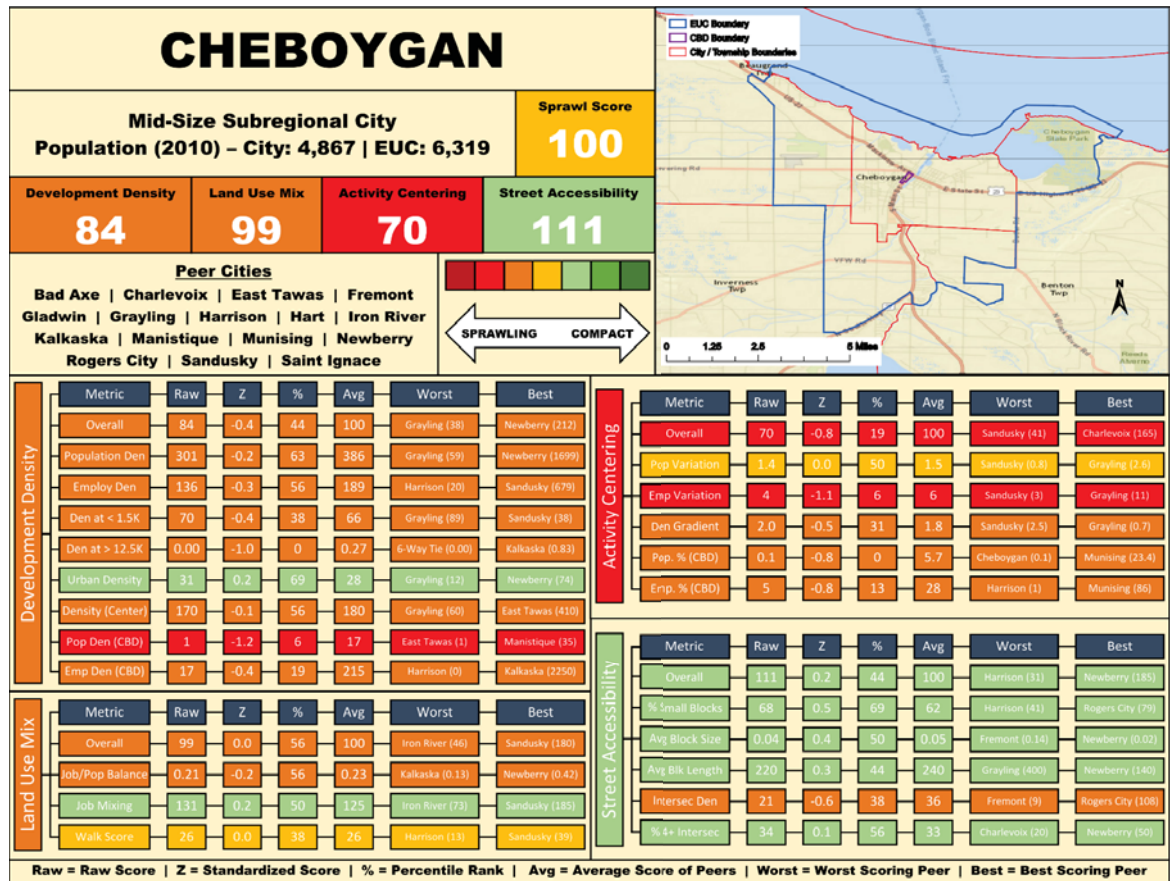 CHEBOYGAN
Mid-Size Subregional City
Population (2010) – City: 4,867 | EUC: 6,319
Sprawl Score
100
Development Density
84
Land Use Mix
99
Activity Centering
70
Street Accessibility
111
Peer Cities
Bad Axe | Charlevoix | East Tawas | Fremont
Gladwin | Grayling | Harrison | Hart | Iron River
Kalkaska | Manistique | Munising | Newberry
Rogers City | Sandusky | Saint Ignace
SPRAWLING COMPACT
EUC Boundary
CBD Boundary
City / Township Boundaries
Beaugrand
Twp
US-23
Cheboygan
State Park
Cheboygan
E State St
VFW Rd
Inverness
Twp
Benton
Twp
N
0 1.25 2.5 5 Miles
Development Density
Metric Raw Z % Avg Worst Best
Overall 84 -0.4 44 100 Grayling (38) Newberry (212)
Population Den 301 -0.2 63 386 Grayling (59) Newberry (1699)
Employ Den 136 -0.3 56 189 Harrison (20) Sandusky (679)
Den at < 1.5K 70 -0.4 38 66 Grayling (89) Sandusky (38)
Den at > 12.5K 0.00 -1.0 0 0.27 6-Way Tie (0.00) Kalkaska (0.83)
Urban Density 31 0.2 69 28 Grayling (12) Newberry (74)
Density (Center) 170 -0.1 56 180 Grayling (60) East Tawas (410)
Pop Den (CBD) 1 -1.2 6 17 East Tawas (1) Manistique (35)
Emp Den (CBD) 17 -0.4 19 215 Harrison (0) Kalkaska (2250)
Land Use Mix
Metric Raw Z % Avg Worst Best
Overall 99 0.0 56 100 Iron River (46) Sandusky (180)
Job/Pop Balance 0.21 -0.2 56 0.23 Kalkaska (0.13) Newberry (0.42)
Job Mixing 131 0.2 50 125 Iron River (73) Sandusky (185)
Walk Score 26 0.0 38 26 Harrison (13) Sandusky (39)
Activity Centering
Metric Raw Z % Avg Worst Best
Overall 70 -0.8 19 100 Sandusky (41) Charlevoix (165)
Pop Variation 1.4 0.0 50 1.5 Sandusky (0.8) Grayling (2.6)
Emp Variation 4 -1.1 6 6 Sandusky (3) Grayling (11)
Den Gradient 2.0 -0.5 31 1.8 Sandusky (2.5) Grayling (0.7)
Pop. % (CBD) 0.1 -0.8 0 5.7 Cheboygan (0.1) Munising (23.4)
Emp. % (CBD) 5 -0.8 13 28 Harrison (1) Munising (86)
Street Accessibility
Metric Raw Z % Avg Worst Best
Overall 111 0.2 44 100 Harrison (31) Newberry (185)
% Small Blocks 68 0.5 69 62 Harrison (41) Rogers City (79)
Avg Block Size 0.04 0.4 50 0.05 Fremont (0.14) Newberry (0.02)
Avg Blk Length 220 0.3 44 240 Grayling (400) Newberry (140)
Intersec Den 21 -0.6 38 36 Fremont (9) Rogers City (108)
% 4+ Intersec 34 0.1 56 33 Charlevoix (20) Newberry (50)
Raw = Raw Score | Z = Standardized Score | % = Percentile Rank | Avg = Average Score of Peers | Worst = Worst Scoring Peer | Best = Best Scoring Peer